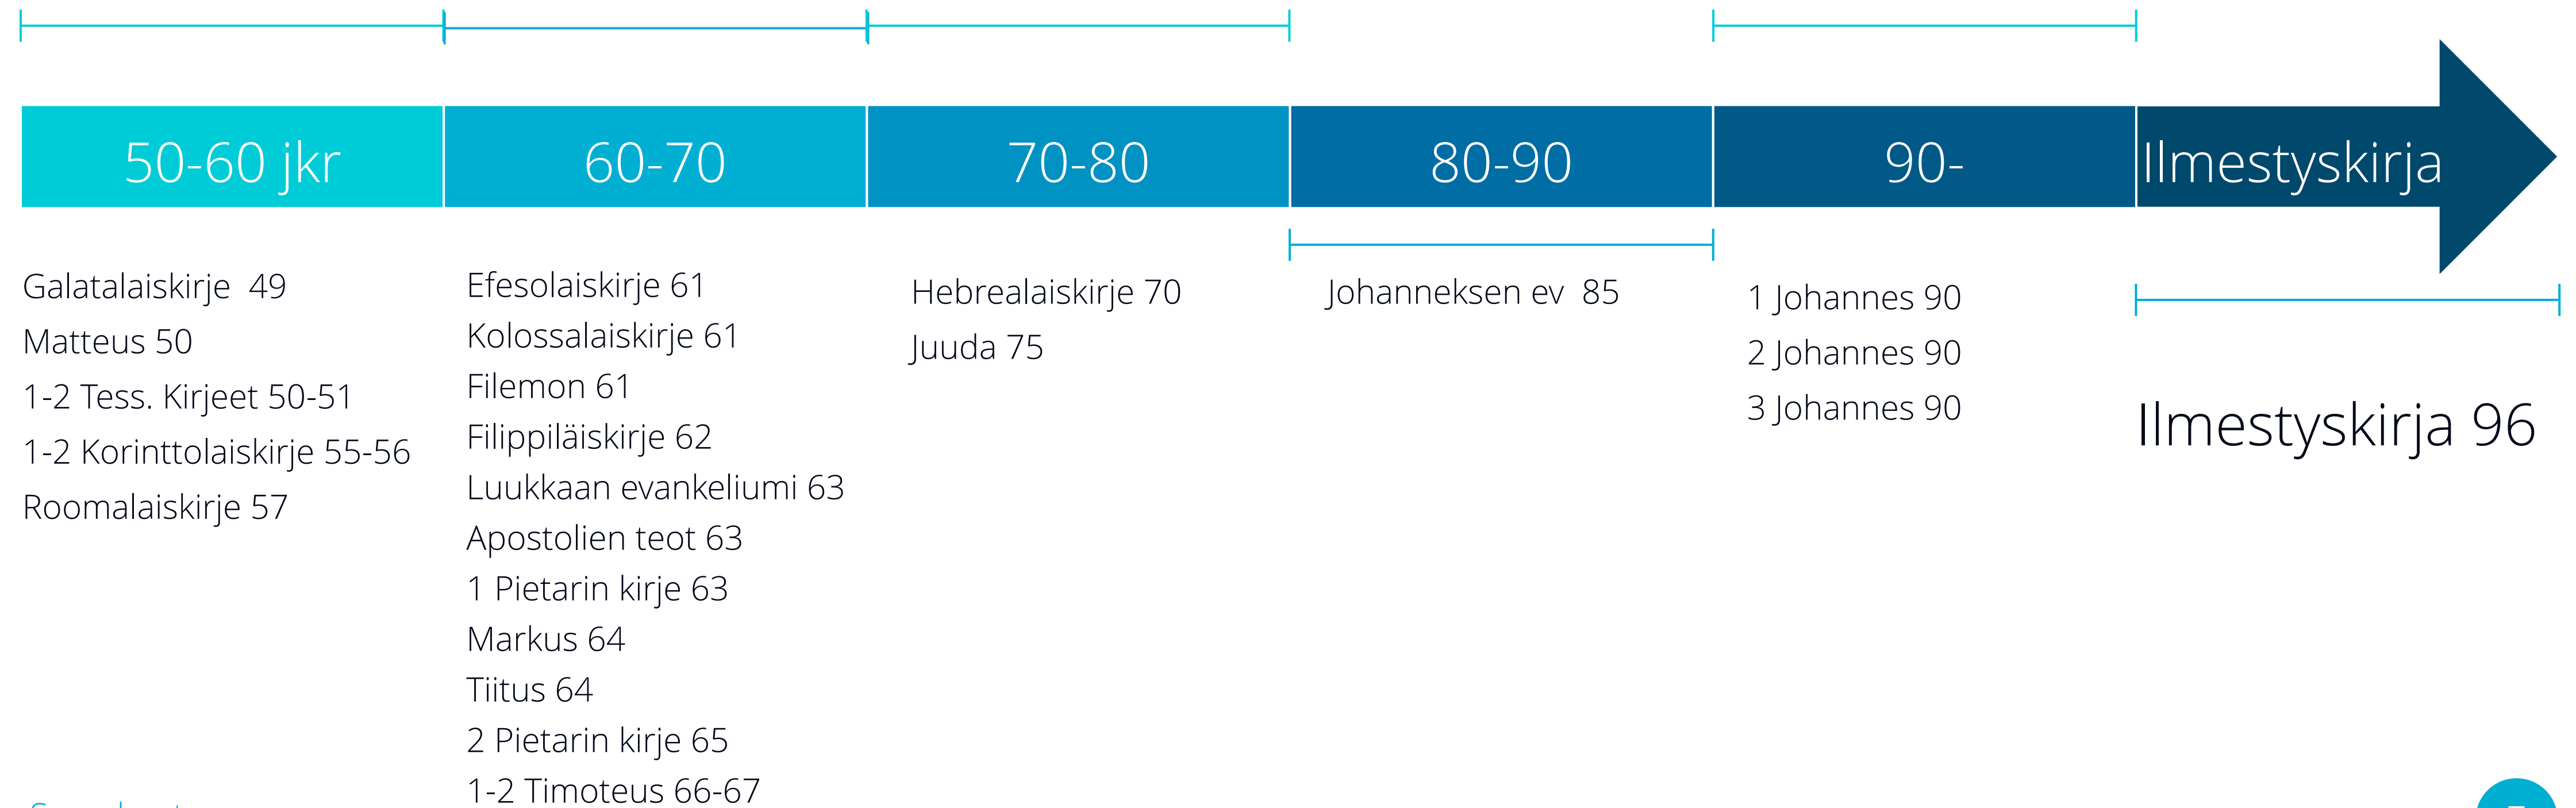 50-60 jkr
60-70
70-80
80-90
90-
Ilmestyskirja
Galatalaiskirje 49
Matteus 50
1-2 Tess. Kirjeet 50-51
1-2 Korinttolaiskirje 55-56
Roomalaiskirje 57
Efesolaiskirje 61
Kolossalaiskirje 61
Filemon 61
Filippiläiskirje 62
Luukkaan evankeliumi 63
Apostolien teot 63
1 Pietarin kirje 63
Markus 64
Tiitus 64
2 Pietarin kirje 65
1-2 Timoteus 66-67
Hebrealaiskirje 70
Juuda 75
Johanneksen ev 85
1 Johannes 90
2 Johannes 90
3 Johannes 90
Ilmestyskirja 96